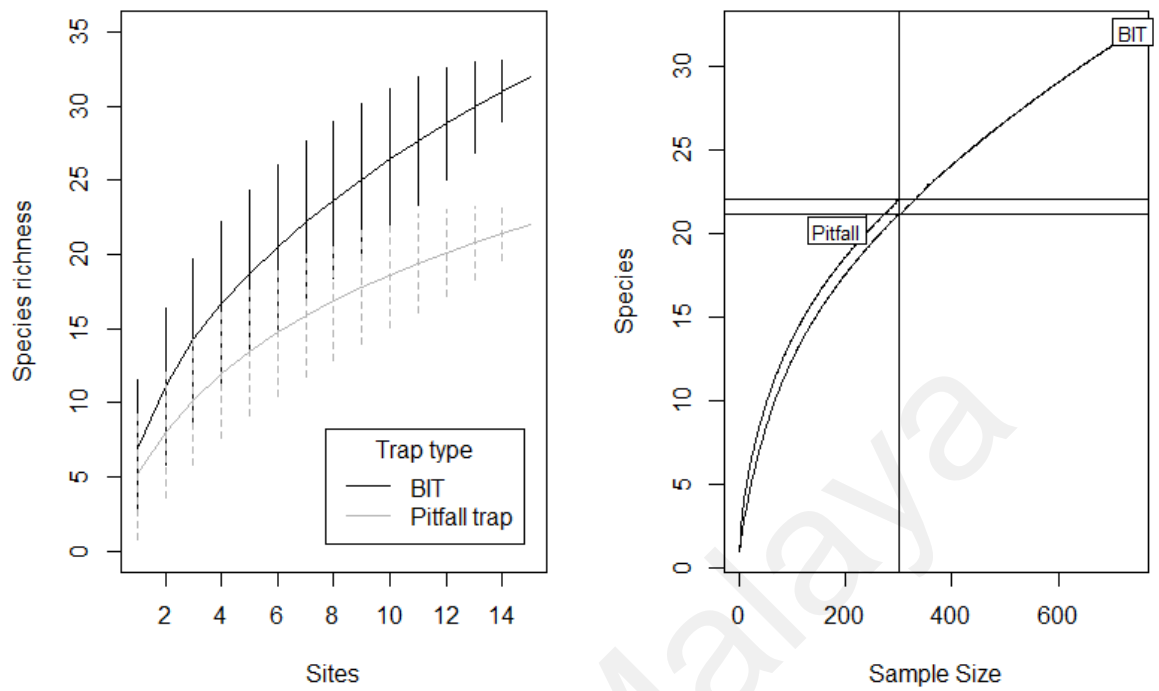 Species richness
0
5
10
15
20
25
30
35
2 4 6 8 10 12 14
Sites
Trap type
BIT
Pitfall trap
Species
0
5
10
15
20
25
30
0 200 400 600
Sample Size
BIT
Pitfall
Malaya